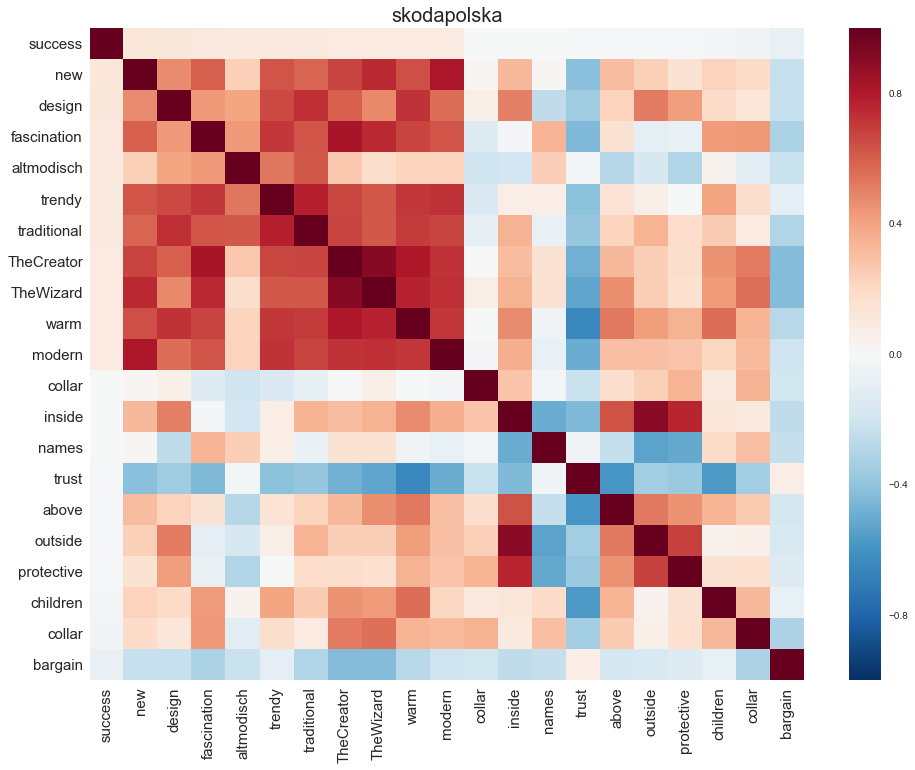 skodapolska
success
new
design
fascination
altmodisch
trendy
traditional
TheCreator
TheWizard
warm
modern
collar
inside
names
trust
above
outside
protective
children
collar
bargain
success
new
design
fascination
altmodisch
trendy
traditional
TheCreator
TheWizard
warm
modern
collar
inside
names
trust
above
outside
protective
children
collar
bargain
0.8
0.4
0.0
−0.4
−0.8